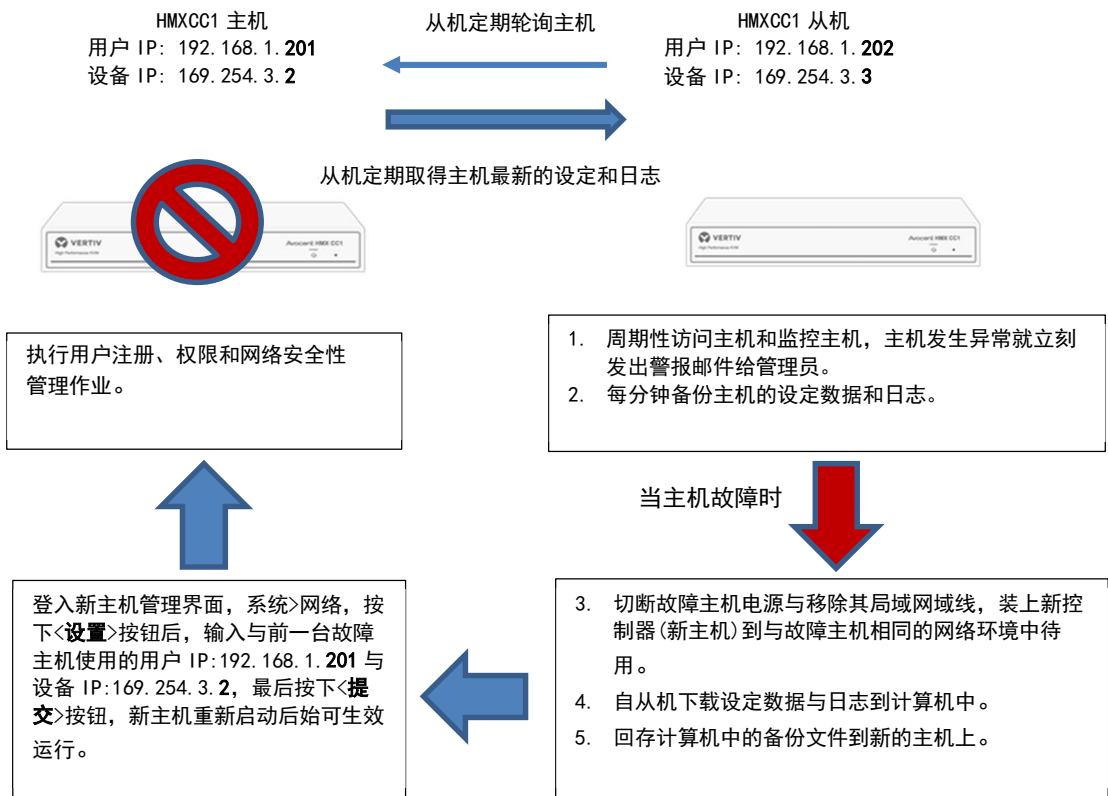 HMXCC1 主机
用户 IP: 192.168.1.201
设备 IP: 169.254.3.2
从机定期轮询主机
HMXCC1 从机
用户 IP: 192.168.1.202
设备 IP: 169.254.3.3
从机定期取得主机最新的设定和日志
VERTIV
High Performance KVM
Avocent HMX CC1
VERTIV
High Performance KVM
Avocent HMX CC1
执行用户注册、权限和网络安全性
管理作业。
1. 周期性访问主机和监控主机，主机发生异常就立刻
发出警报邮件给管理员。
2. 每分钟备份主机的设定数据和日志。
当主机故障时
登入新主机管理界面，系统>网络，按
下<设置>按钮后，输入与前一台故障
主机使用的用户 IP:192.168.1.201 与
设备 IP:169.254.3.2，最后按下<提
交>按钮，新主机重新启动后始可生效
运行。
3. 切断故障主机电源与移除其局域网域线，装上新控
制器(新主机)到与故障主机相同的网络环境中待
用。
4. 自从机下载设定数据与日志到计算机中。
5. 回存计算机中的备份文件到新的主机上。